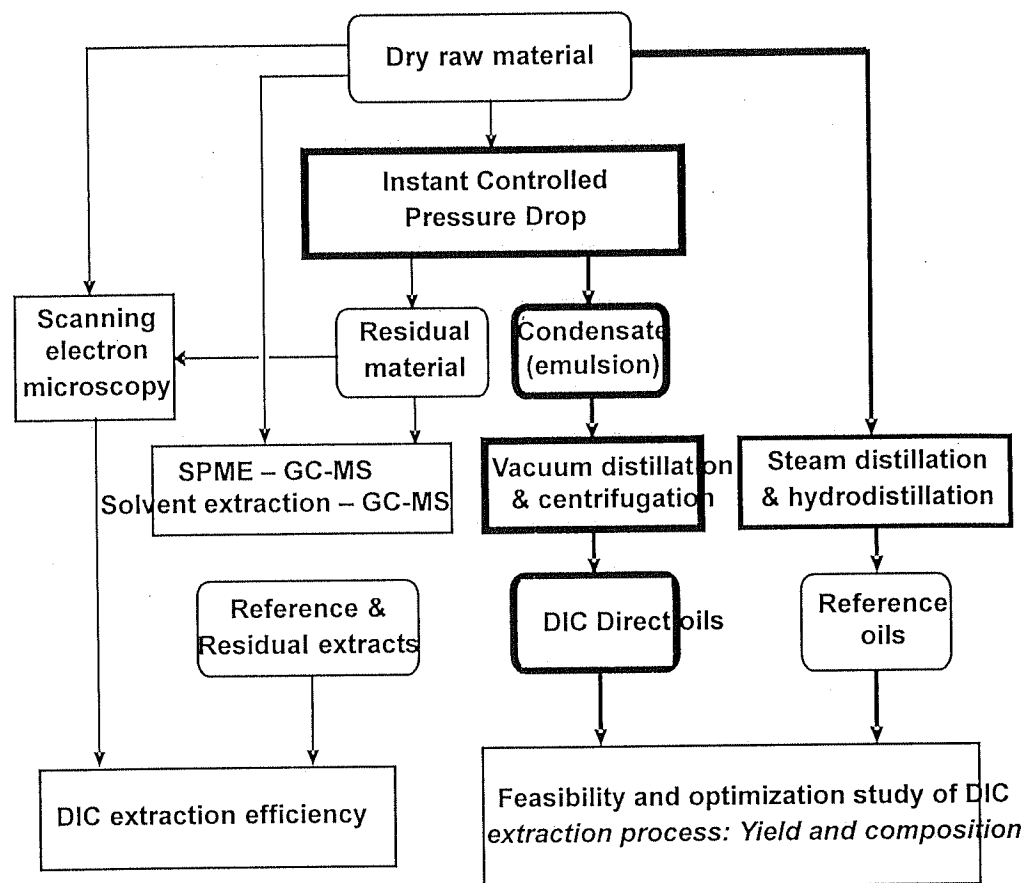 Dry raw material
Instant Controlled
Pressure Drop
Scanning
electron
microscopy
Residual
material
Condensate
(emulsion)
SPME – GC-MS
Solvent extraction – GC-MS
Vacuum distillation
& centrifugation
Steam distillation
& hydrodistillation
Reference &
Residual extracts
DIC Direct oils
Reference
oils
DIC extraction efficiency
Feasibility and optimization study of DIC
extraction process: Yield and composition